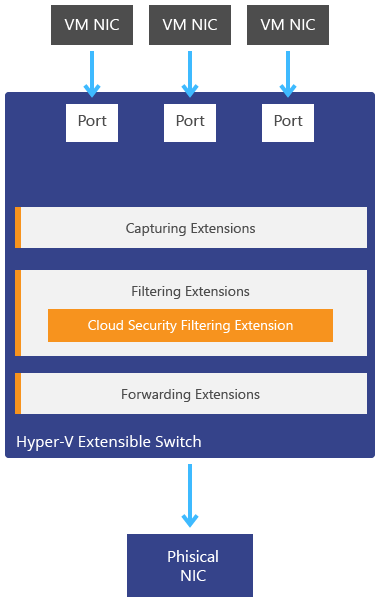 VM NIC VM NIC VM NIC
Port Port Port
Capturing Extensions
Filtering Extensions
Cloud Security Filtering Extension
Forwarding Extensions
Hyper-V Extensible Switch
Phisical
NIC